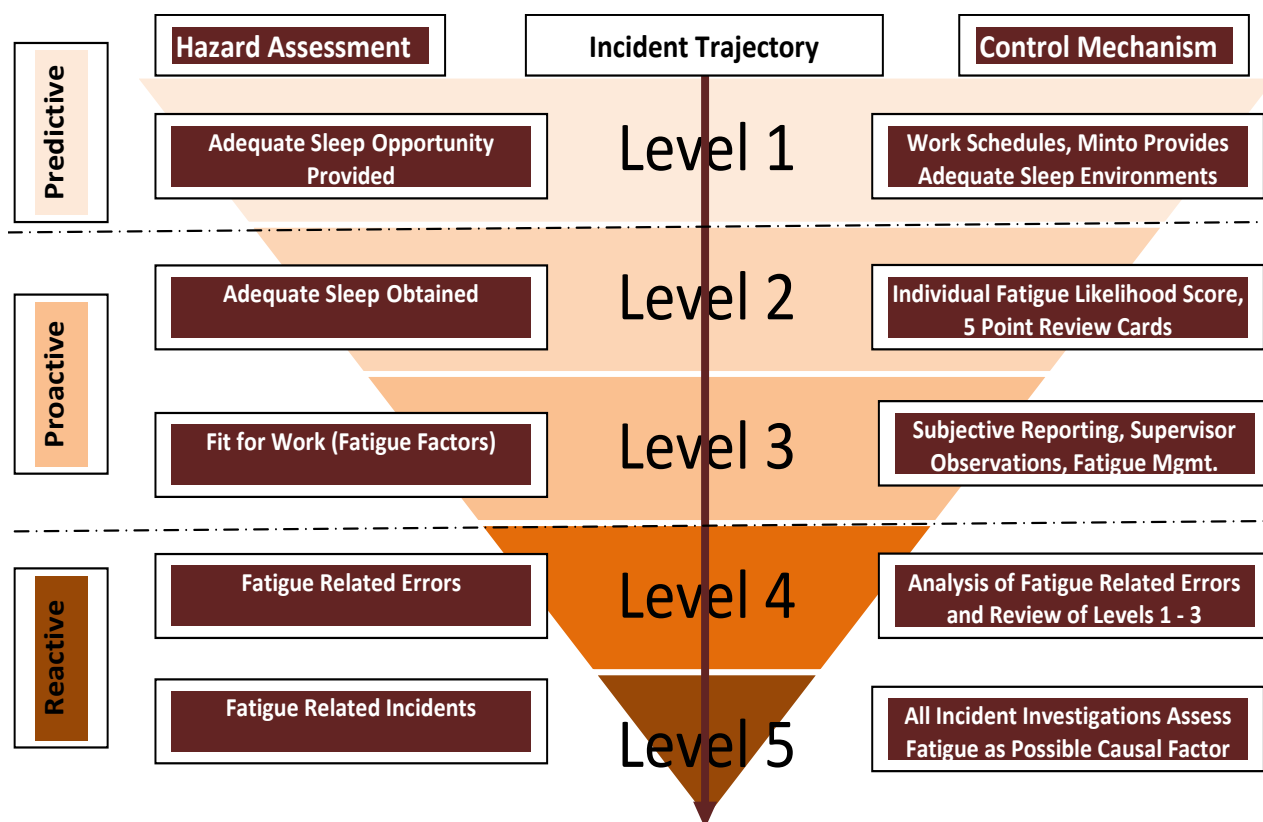 Hazard Assessment
Incident Trajectory
Control Mechanism
Predictive
Adequate Sleep Opportunity
Provided
Level 1
Work Schedules, Minto Provides
Adequate Sleep Environments
Proactive
Adequate Sleep Obtained
Level 2
Individual Fatigue Likelihood Score,
5 Point Review Cards
Fit for Work (Fatigue Factors)
Level 3
Subjective Reporting, Supervisor
Observations, Fatigue Mgmt.
Reactive
Fatigue Related Errors
Level 4
Analysis of Fatigue Related Errors
and Review of Levels 1 - 3
Fatigue Related Incidents
Level 5
All Incident Investigations Assess
Fatigue as Possible Causal Factor